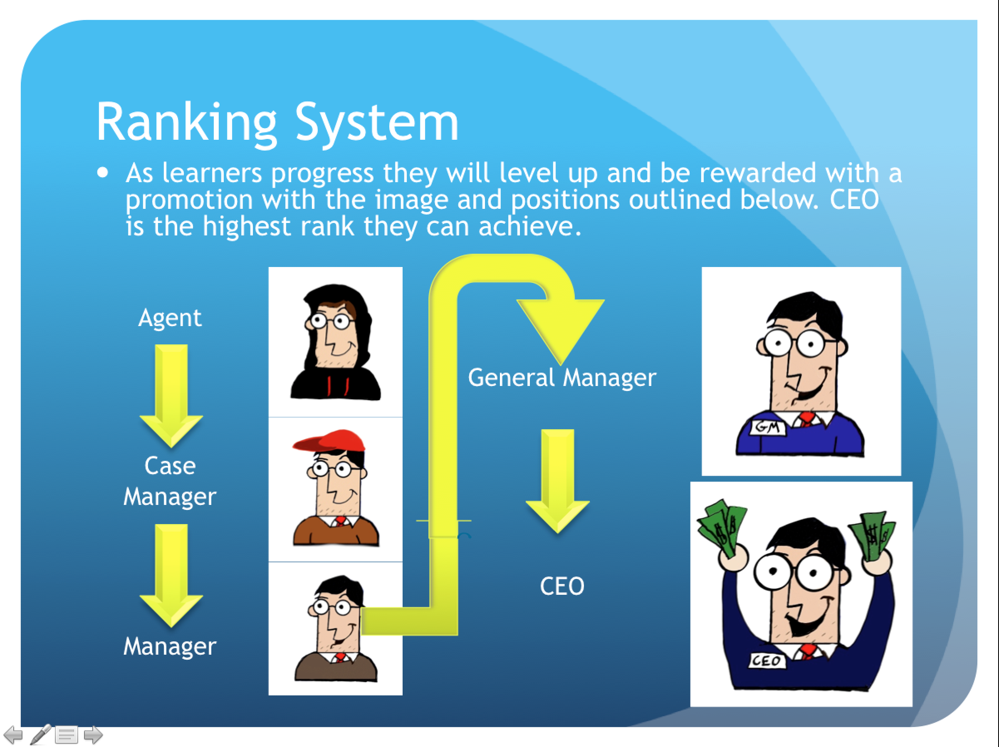 Ranking System
• As learners progress they will level up and be rewarded with a
promotion with the image and positions outlined below. CEO
is the highest rank they can achieve.
Agent
Case
Manager
Manager
General Manager
CEO
GM
$ $
$ $
CEO